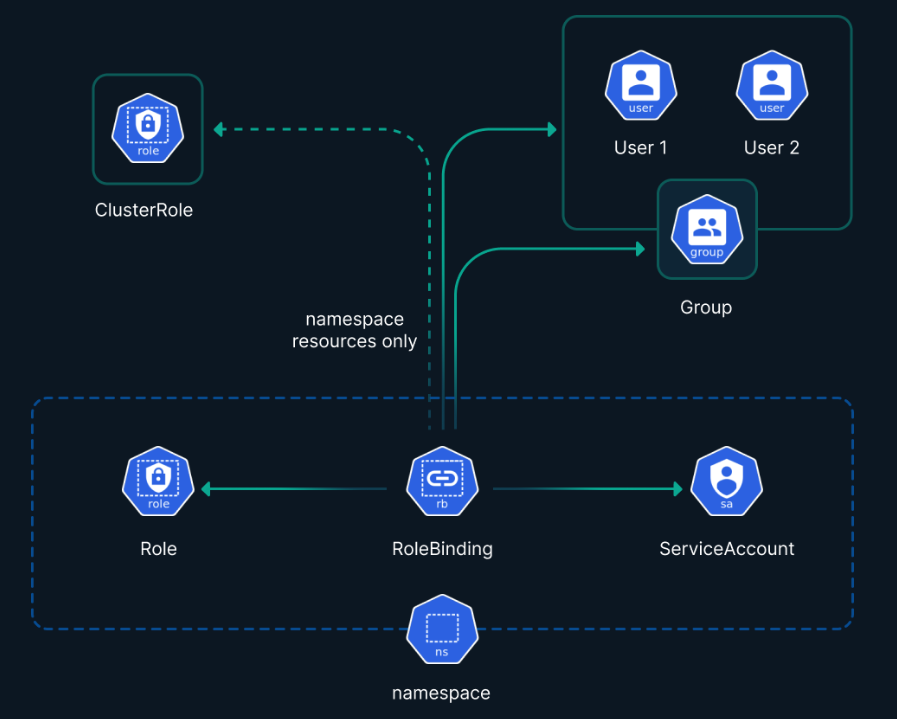 user
user
User 1
User 2
role
ClusterRole
group
Group
namespace
resources only
role
rb
sa
Role
RoleBinding
ServiceAccount
ns
namespace